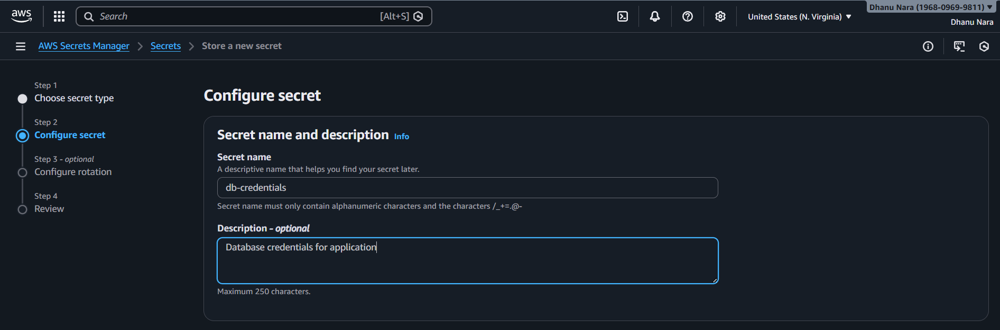 aws
Search
[Alt+S]
United States (N. Virginia)
Dhanu Nara (1968-0969-9811)
Dhanu Nara
AWS Secrets Manager
Secrets
Store a new secret
Step 1
Choose secret type
Step 2
Configure secret
Step 3 - optional
Configure rotation
Step 4
Review
Configure secret
Secret name and description Info
Secret name
A descriptive name that helps you find your secret later.
db-credentials
Secret name must only contain alphanumeric characters and the characters /_+=.@-
Description - optional
Database credentials for application
Maximum 250 characters.